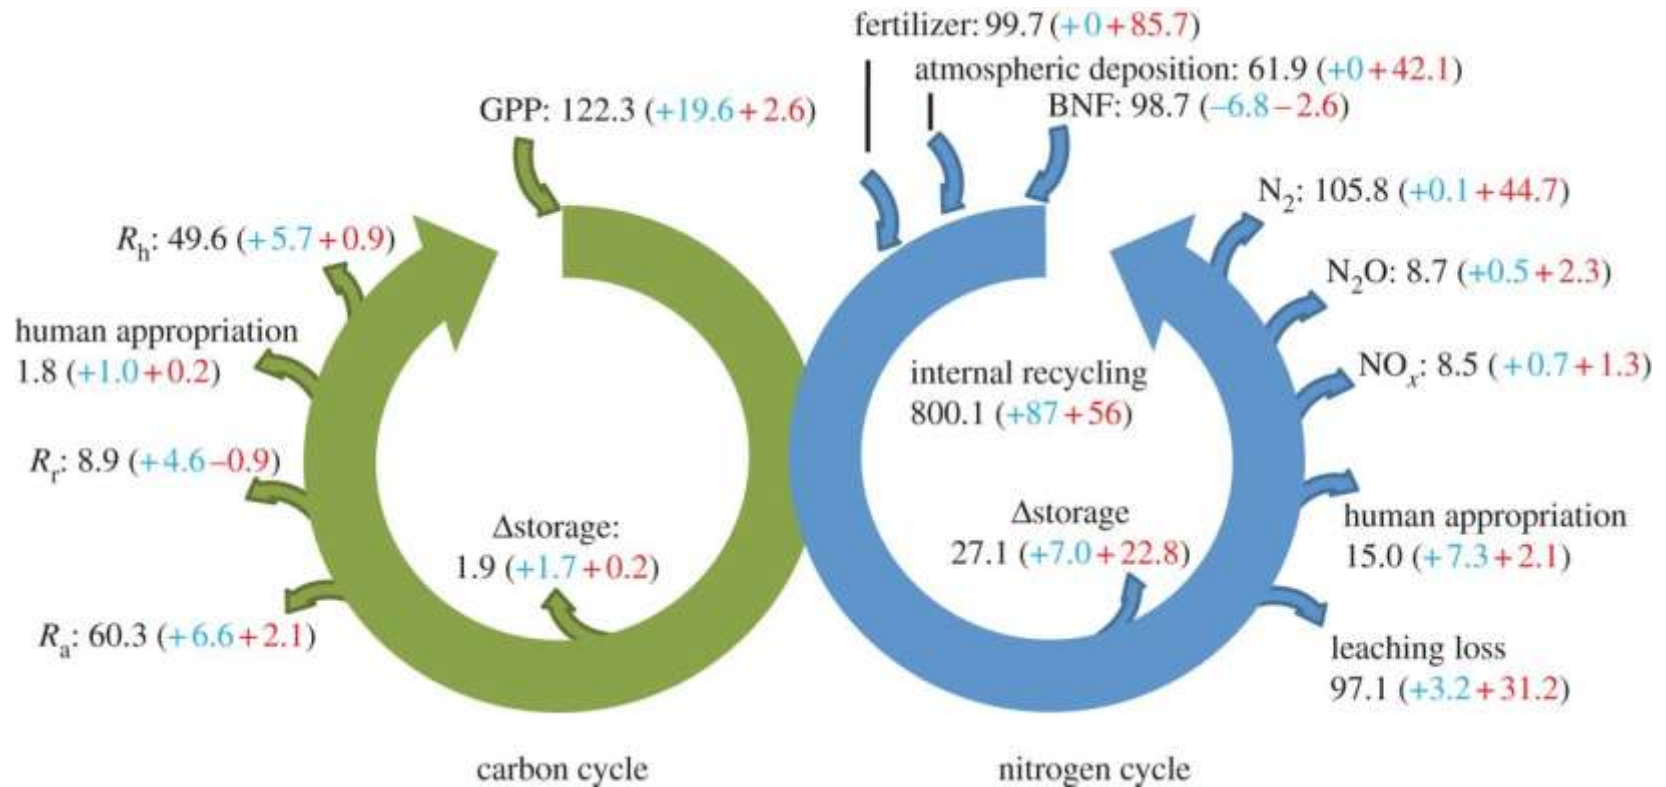 fertilizer: 99.7 (+0+85.7)
atmospheric deposition: 61.9 (+0+42.1)
GPP: 122.3 (+19.6+2.6)
BNF: 98.7 (–6.8–2.6)
N₂: 105.8 (+0.1+44.7)
Rₕ: 49.6 (+5.7+0.9)
N₂O: 8.7 (+0.5+2.3)
human appropriation
1.8 (+1.0+0.2)
internal recycling
800.1 (+87+56)
NOₓ: 8.5 (+0.7+1.3)
Rᵣ: 8.9 (+4.6–0.9)
Δstorage:
1.9 (+1.7+0.2)
Δstorage
27.1 (+7.0+22.8)
human appropriation
15.0 (+7.3+2.1)
Rₐ: 60.3 (+6.6+2.1)
leaching loss
97.1 (+3.2+31.2)
carbon cycle
nitrogen cycle